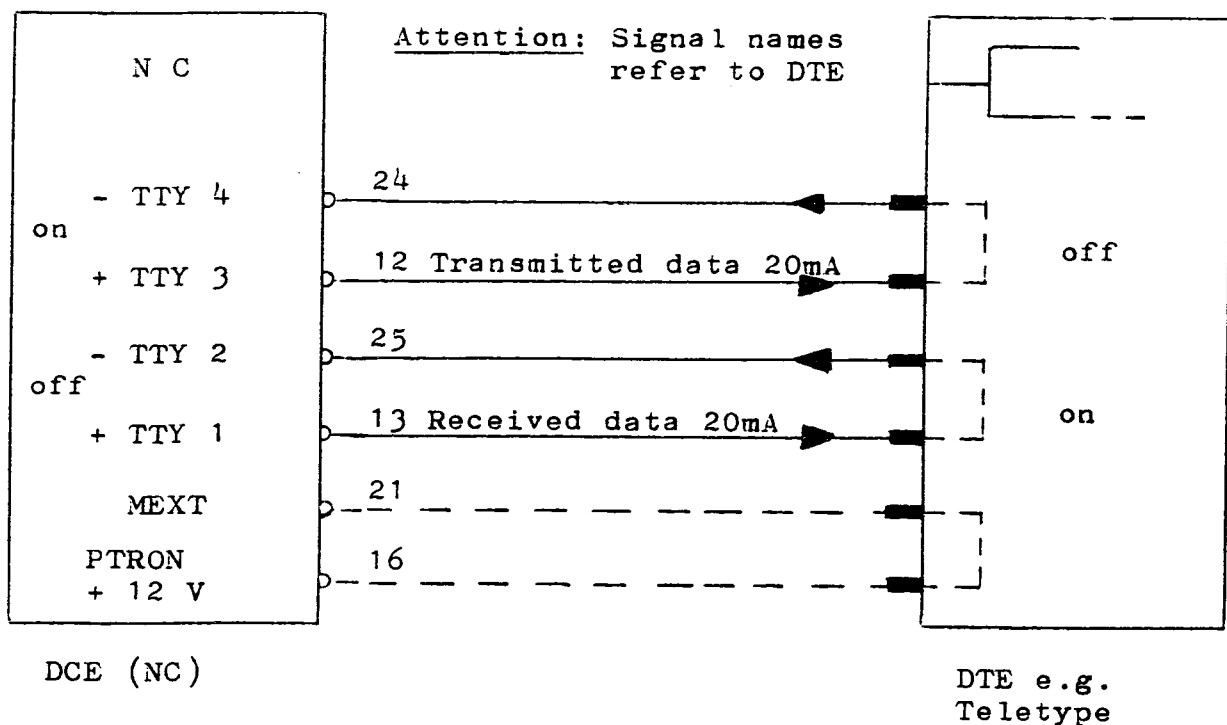 Attention: Signal names
refer to DTE
N C
24
- TTY 4
on
off
12 Transmitted data 20mA
+ TTY 3
25
- TTY 2
off
on
13 Received data 20mA
+ TTY 1
21
MEXT
PTRON
16
+ 12 V
DCE (NC)
DTE e.g.
Teletype